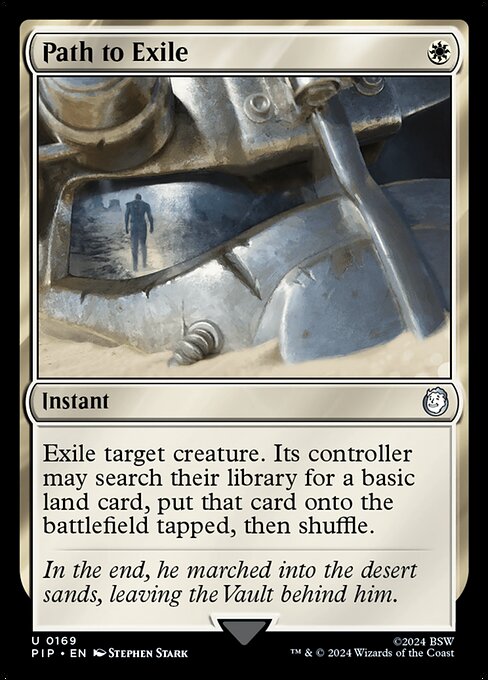 Path to Exile
Instant
Exile target creature. Its controller
may search their library for a basic
land card, put that card onto the
battlefield tapped, then shuffle.
In the end, he marched into the desert
sands, leaving the Vault behind him.
U 0169
PIP • EN Stephen Stark
©2024 BSW
™ & © 2024 Wizards of the Coast